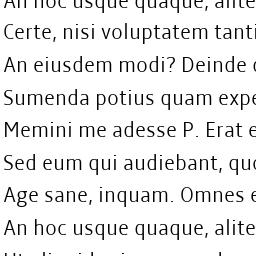 An hoc usque quaque, alite
Certe, nisi voluptatem tanti
An eiusdem modi? Deinde
Sumenda potius quam expe
Memini me adesse P. Erat e
Sed eum qui audiebant, quo
Age sane, inquam. Omnes e
An hoc usque quaque, alite